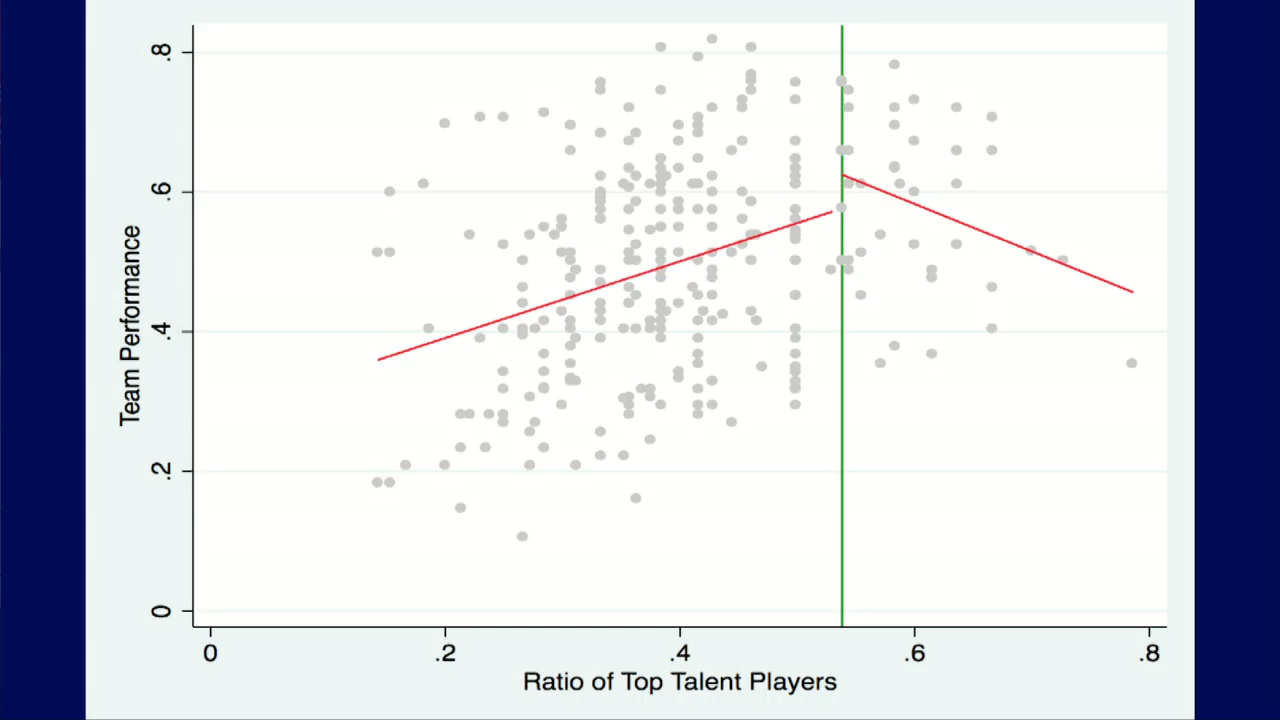 .8
.6
.4
.2
0
Team Performance
0 .2 .4 .6 .8
Ratio of Top Talent Players